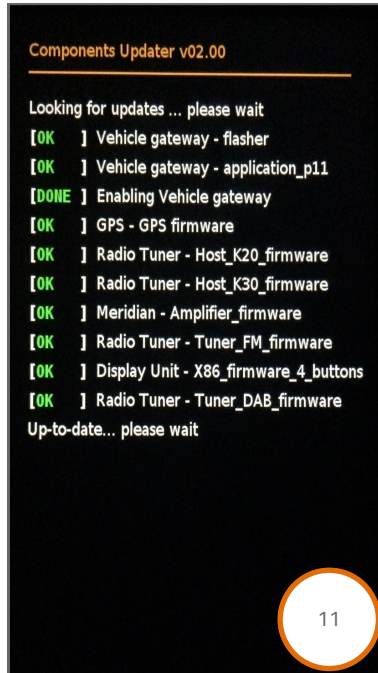 Components Updater v02.00
Looking for updates ... please wait
[OK ] Vehicle gateway - flasher
[OK ] Vehicle gateway - application_p11
[DONE ] Enabling Vehicle gateway
[OK ] GPS - GPS firmware
[OK ] Radio Tuner - Host_K20_firmware
[OK ] Radio Tuner - Host_K30_firmware
[OK ] Meridian - Amplifier_firmware
[OK ] Radio Tuner - Tuner_FM_firmware
[OK ] Display Unit - X86_firmware_4_buttons
[OK ] Radio Tuner - Tuner_DAB_firmware
Up-to-date... please wait
11